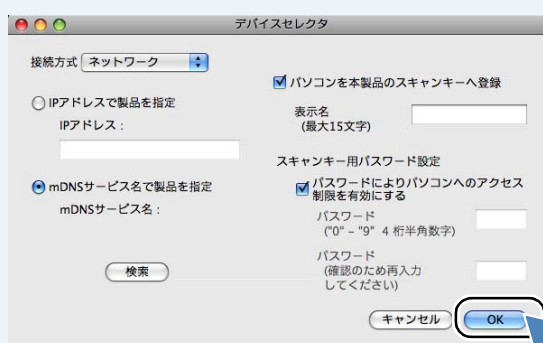 デバイスセレクタ
接続方式 ネットワーク
IPアドレスで製品を指定
IPアドレス：
mDNSサービス名で製品を指定
mDNSサービス名：
検索
パソコンを本製品のスキャンキーへ登録
表示名
(最大15文字)
スキャンキー用パスワード設定
パスワードによりパソコンへのアクセス
制限を有効にする
パスワード
("0" – "9" 4 桁半角数字)
パスワード
(確認のため再入力
してください)
キャンセル
OK